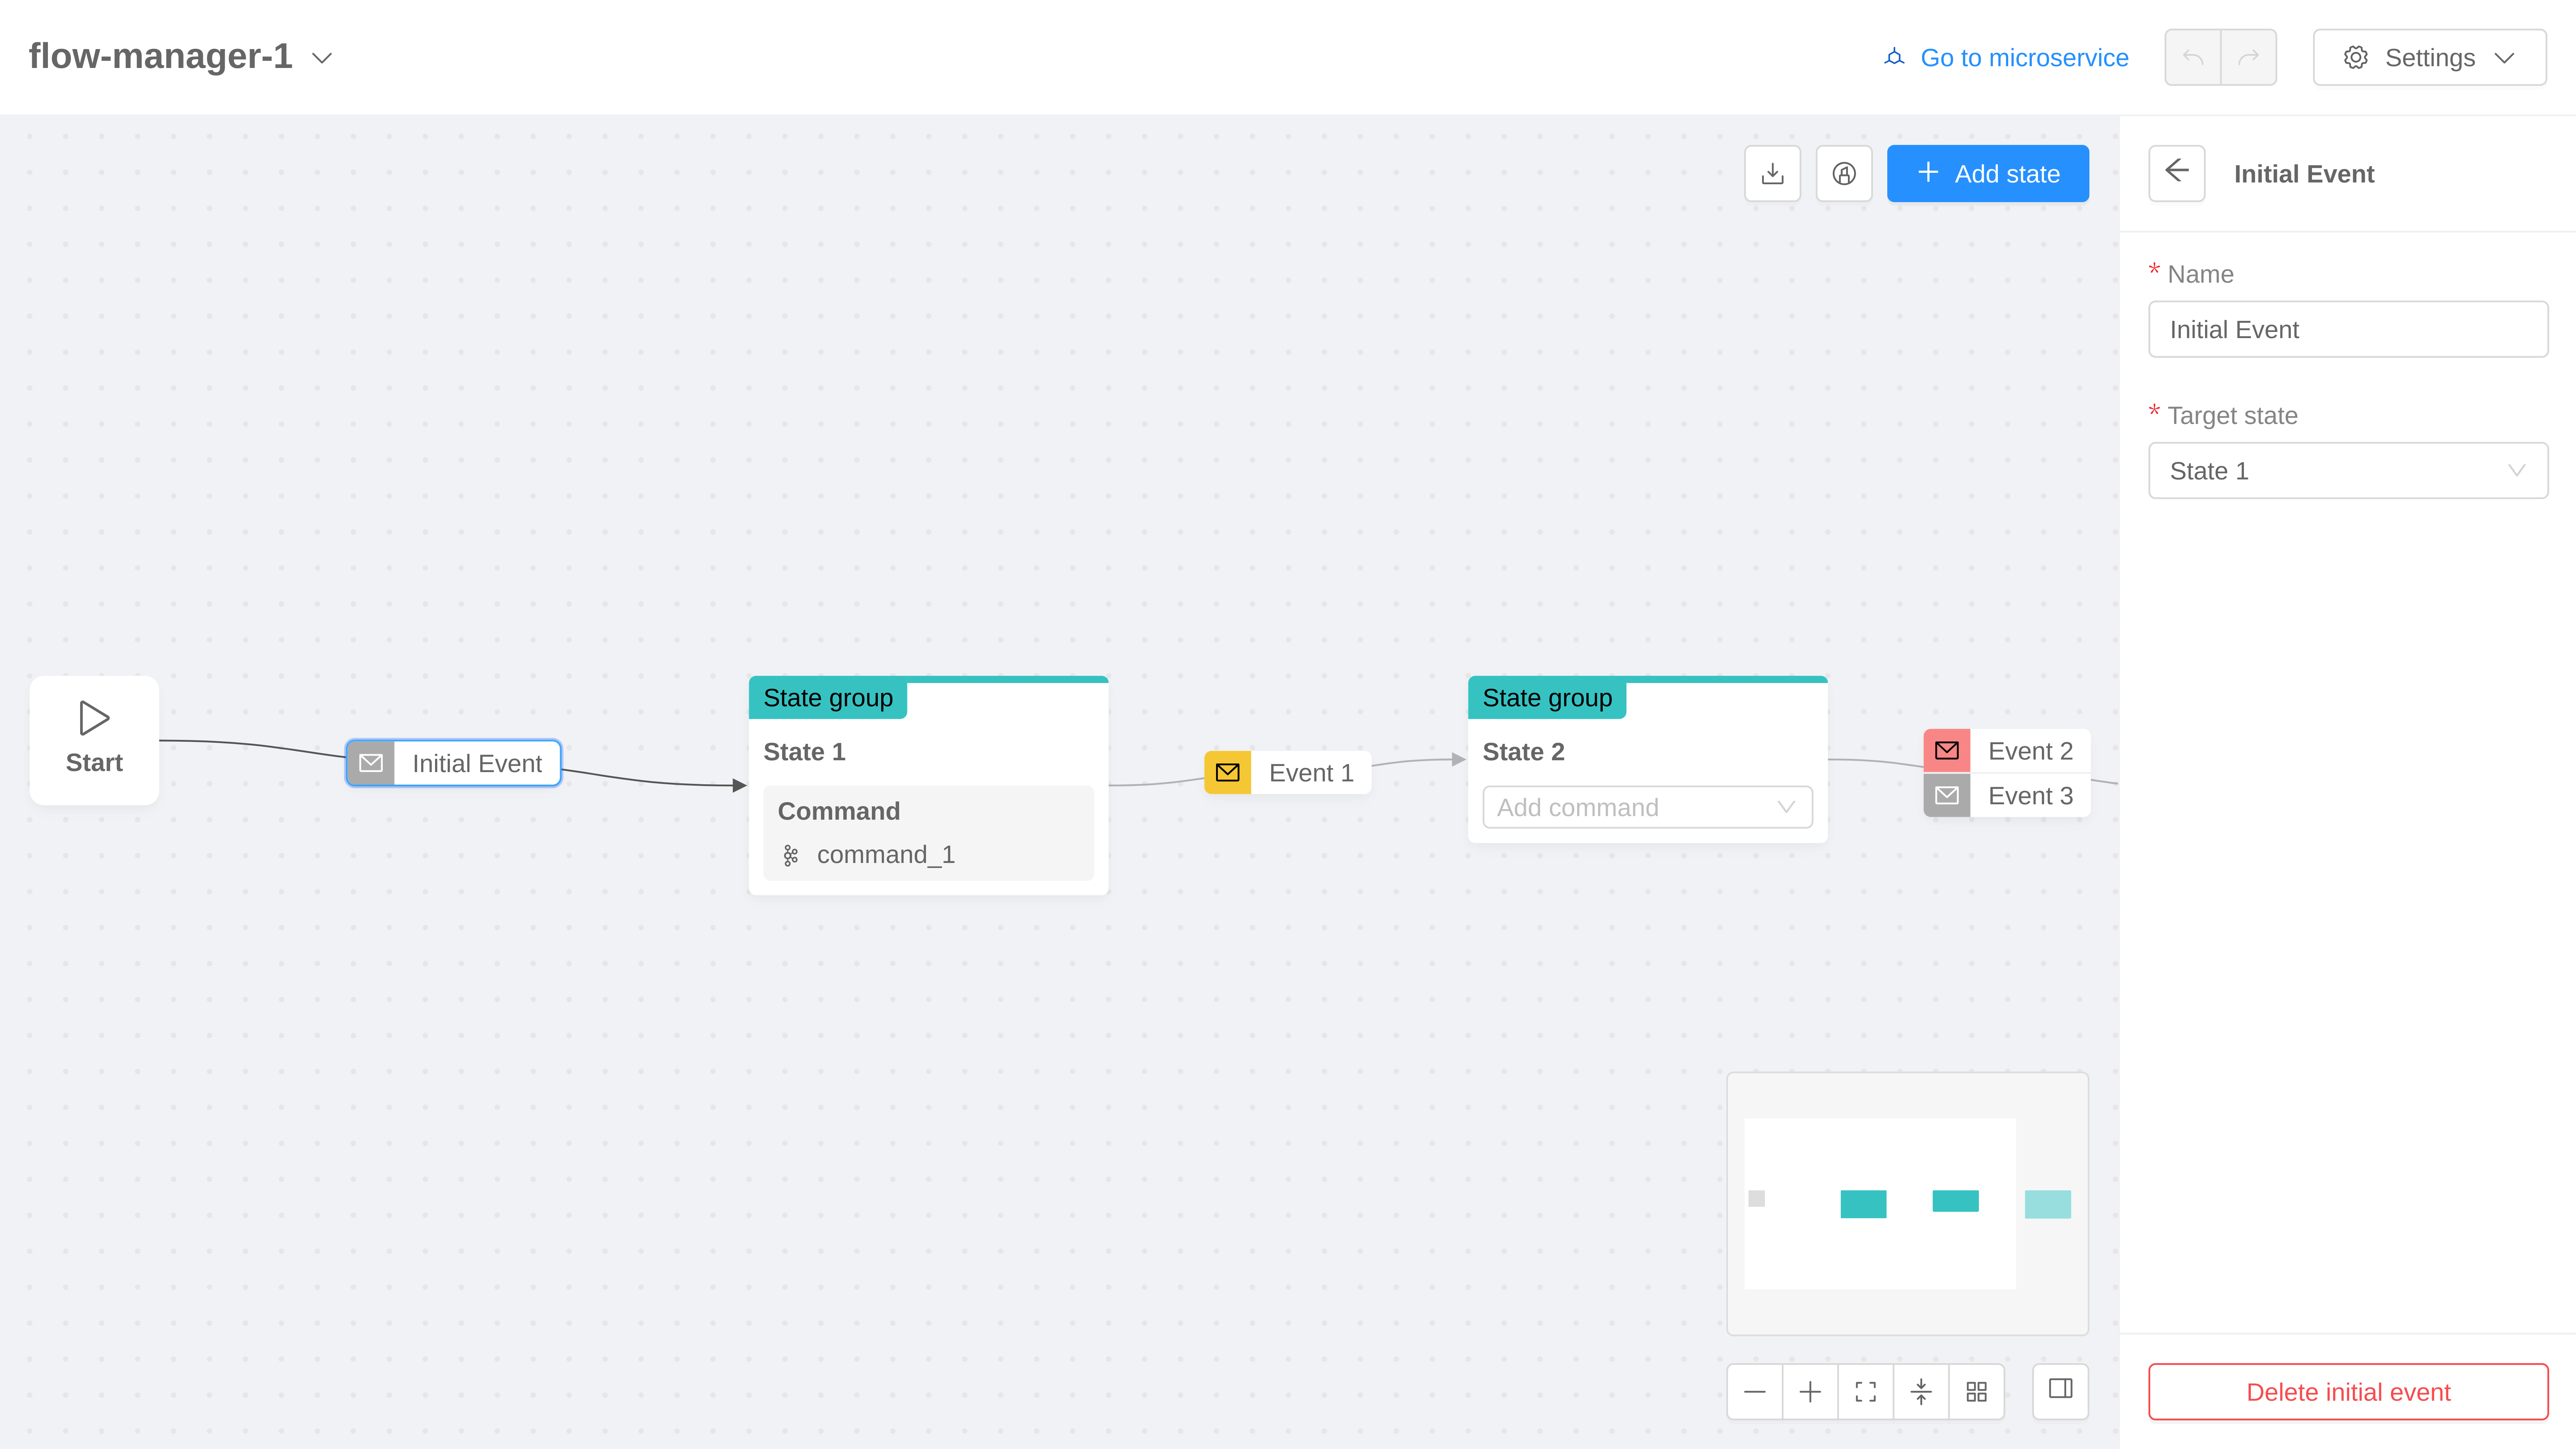 flow-manager-1
Go to microservice
Settings
Add state
Initial Event
* Name
Initial Event
* Target state
State 1
Start
Initial Event
State group
State 1
Command
command_1
Event 1
State group
State 2
Add command
Event 2
Event 3
Delete initial event